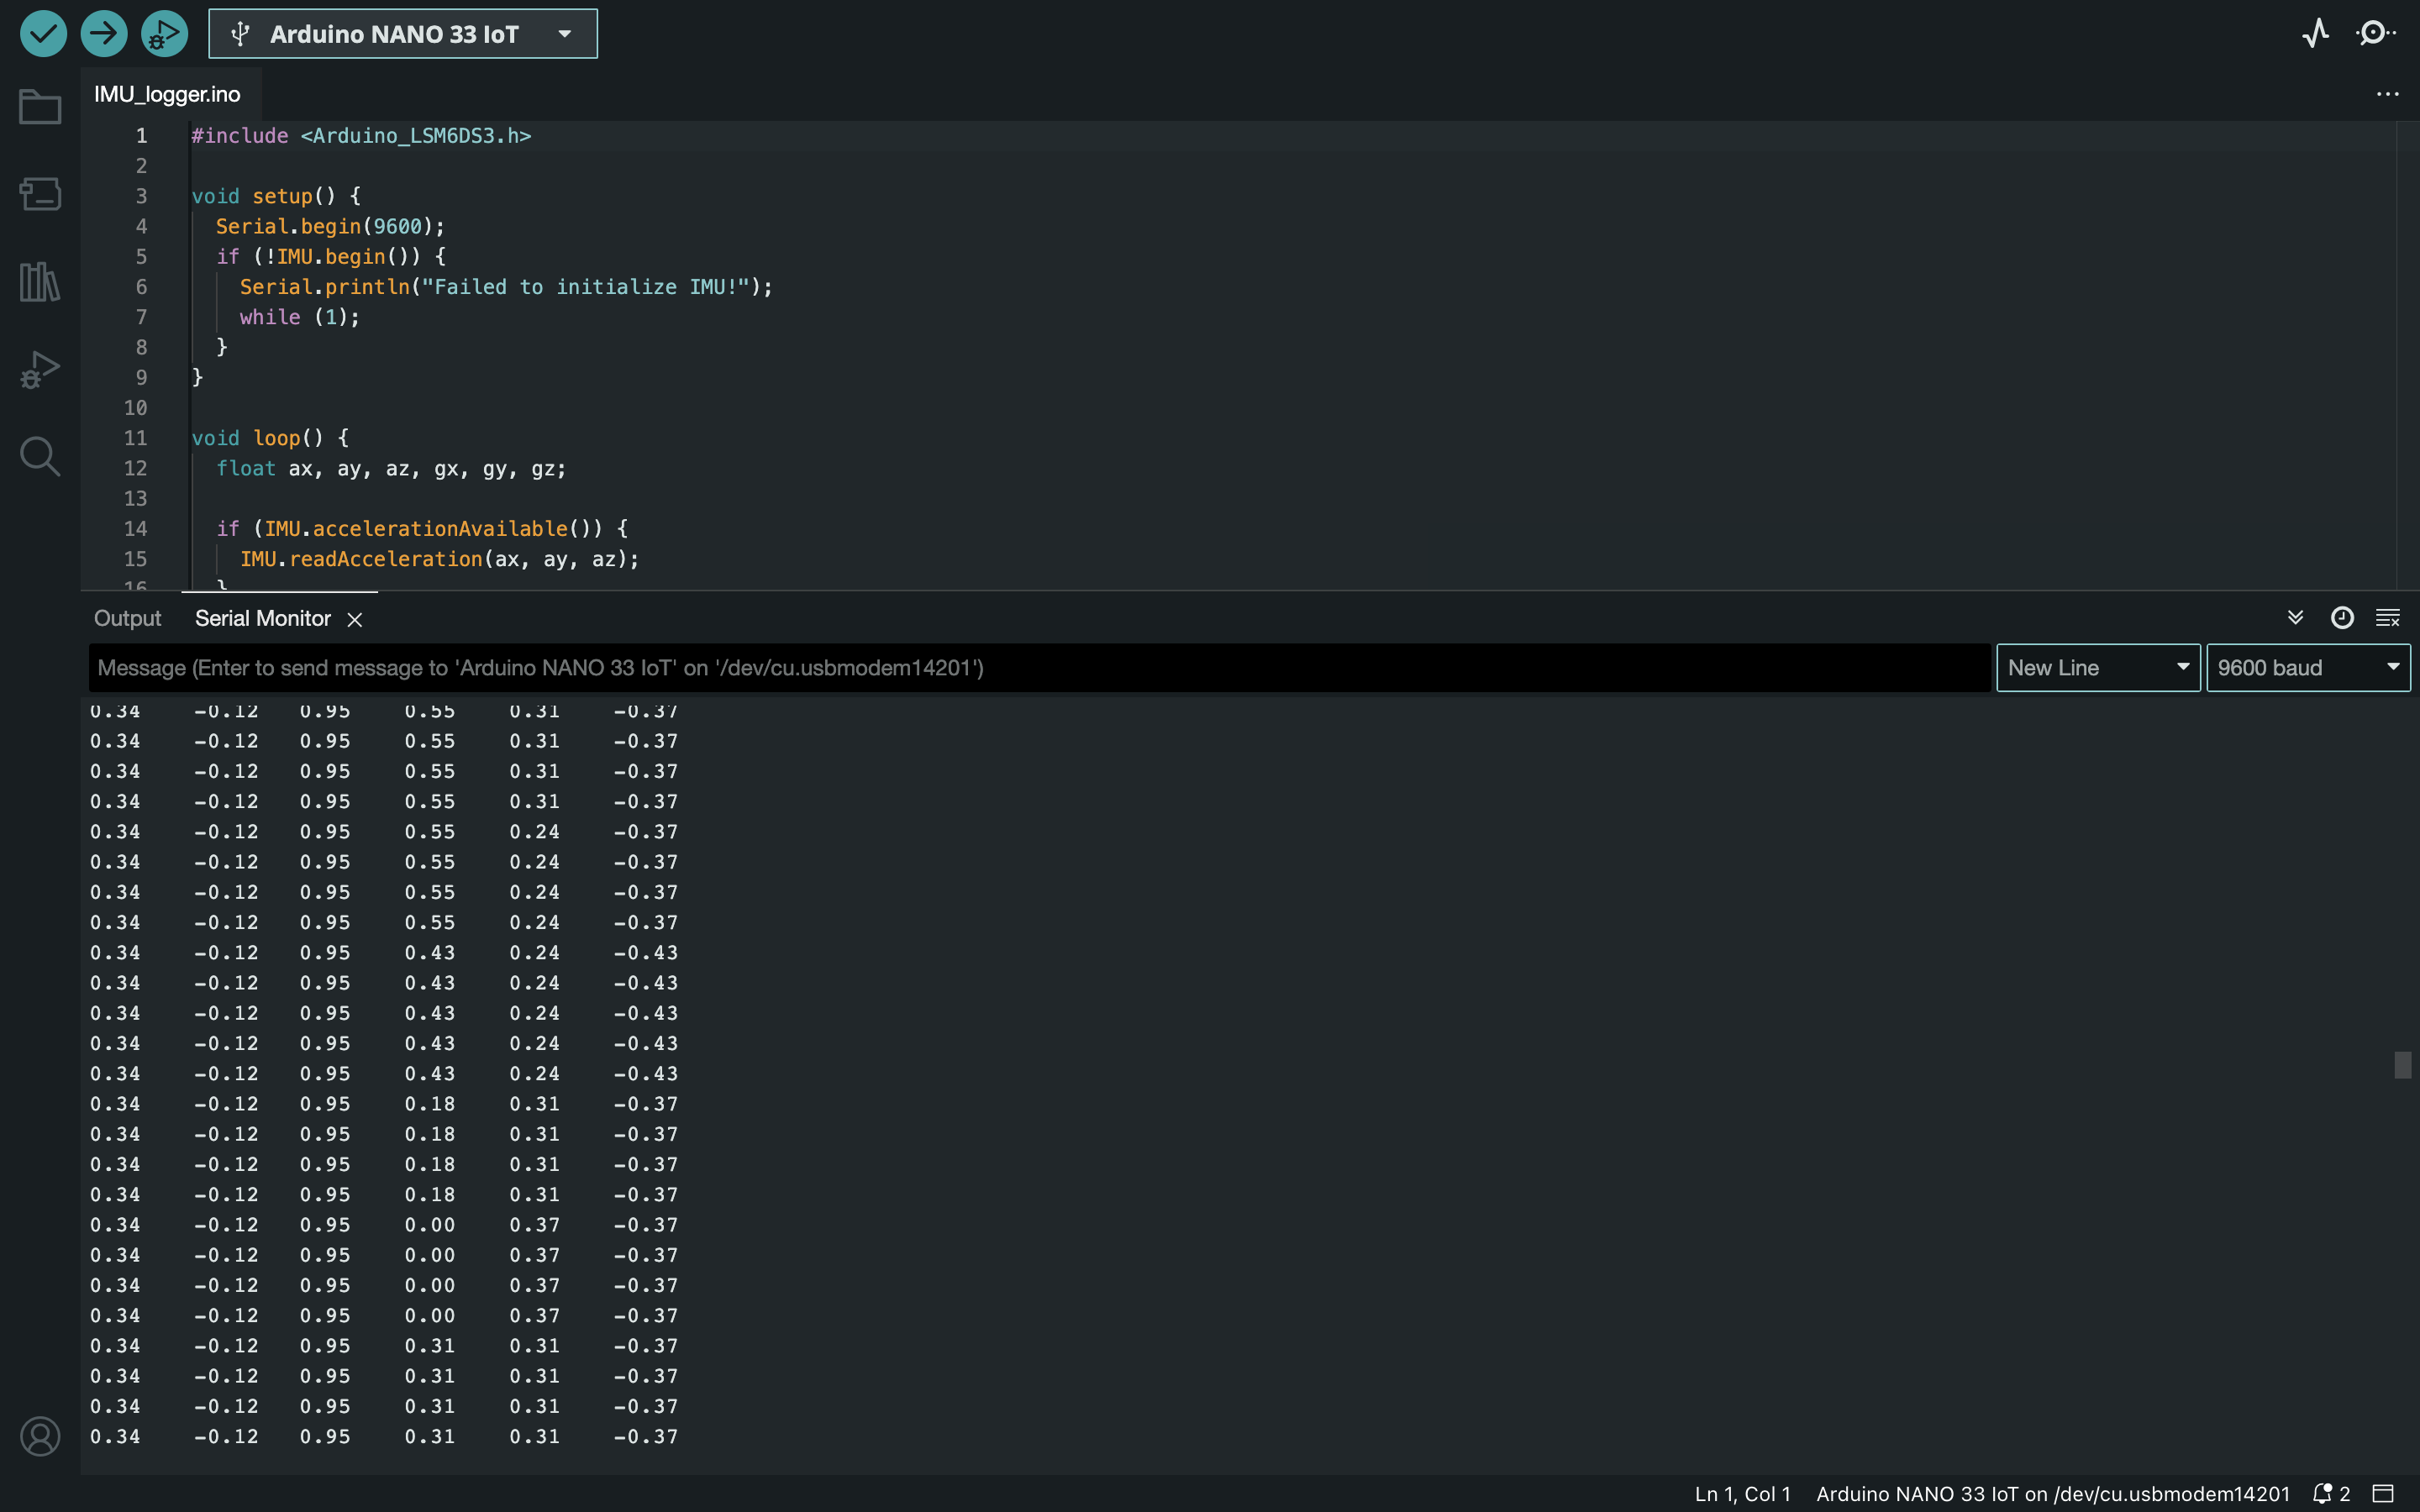 Arduino NANO 33 IoT
IMU_logger.ino
1 #include <Arduino_LSM6DS3.h>
2
3 void setup() {
4 Serial.begin(9600);
5 if (!IMU.begin()) {
6 Serial.println("Failed to initialize IMU!");
7 while (1);
8 }
9 }
10
11 void loop() {
12 float ax, ay, az, gx, gy, gz;
13
14 if (IMU.accelerationAvailable()) {
15 IMU.readAcceleration(ax, ay, az);
16 }
Output Serial Monitor
Message (Enter to send message to 'Arduino NANO 33 IoT' on '/dev/cu.usbmodem14201') New Line 9600 baud
0.34 -0.12 0.95 0.55 0.31 -0.37
0.34 -0.12 0.95 0.55 0.31 -0.37
0.34 -0.12 0.95 0.55 0.31 -0.37
0.34 -0.12 0.95 0.55 0.31 -0.37
0.34 -0.12 0.95 0.55 0.24 -0.37
0.34 -0.12 0.95 0.55 0.24 -0.37
0.34 -0.12 0.95 0.55 0.24 -0.37
0.34 -0.12 0.95 0.55 0.24 -0.37
0.34 -0.12 0.95 0.43 0.24 -0.43
0.34 -0.12 0.95 0.43 0.24 -0.43
0.34 -0.12 0.95 0.43 0.24 -0.43
0.34 -0.12 0.95 0.43 0.24 -0.43
0.34 -0.12 0.95 0.43 0.24 -0.43
0.34 -0.12 0.95 0.18 0.31 -0.37
0.34 -0.12 0.95 0.18 0.31 -0.37
0.34 -0.12 0.95 0.18 0.31 -0.37
0.34 -0.12 0.95 0.18 0.31 -0.37
0.34 -0.12 0.95 0.00 0.37 -0.37
0.34 -0.12 0.95 0.00 0.37 -0.37
0.34 -0.12 0.95 0.00 0.37 -0.37
0.34 -0.12 0.95 0.00 0.37 -0.37
0.34 -0.12 0.95 0.31 0.31 -0.37
0.34 -0.12 0.95 0.31 0.31 -0.37
0.34 -0.12 0.95 0.31 0.31 -0.37
0.34 -0.12 0.95 0.31 0.31 -0.37
Ln 1, Col 1 Arduino NANO 33 IoT on /dev/cu.usbmodem14201 2